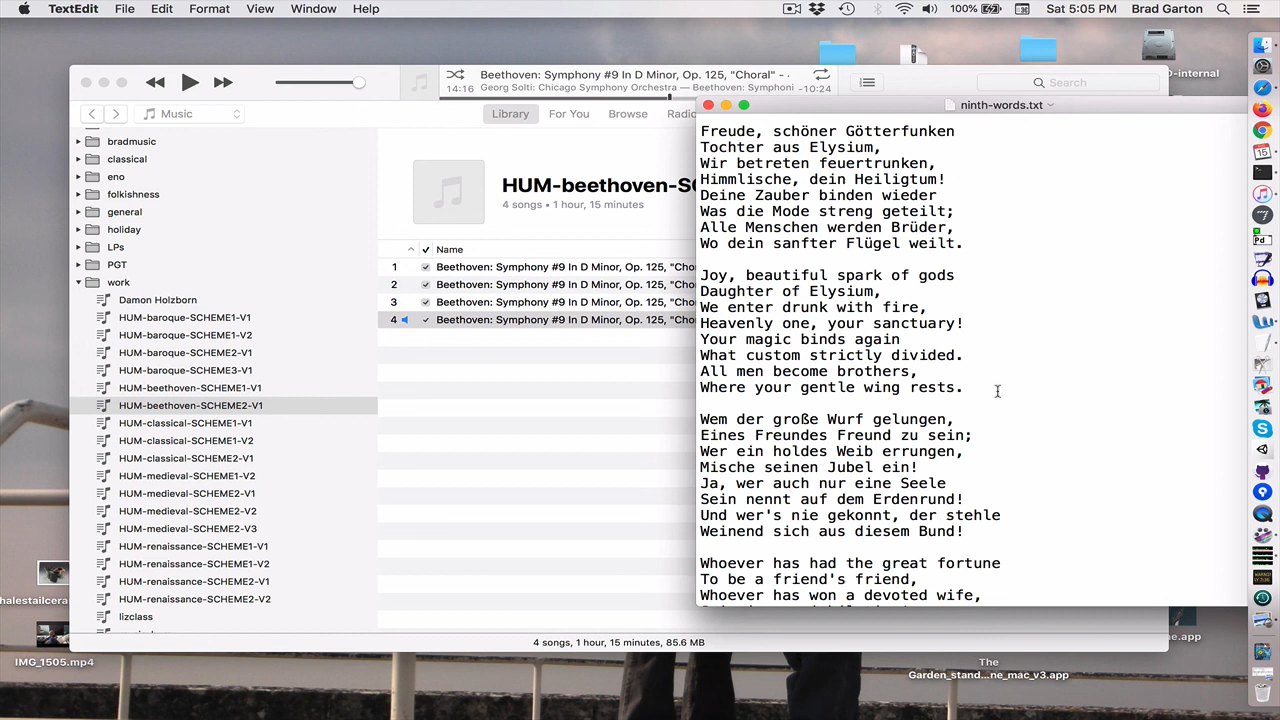 TextEdit File Edit Format View Window Help 100% Sat 5:05 PM Brad Garton
-internal
Beethoven: Symphony #9 In D Minor, Op. 125, "Choral" -
14:16 Georg Solti: Chicago Symphony Orchestra — Beethoven: Symphoni -10:24
Search
Music Library For You Browse Radio
ninth-words.txt
bradmusic
classical
eno
folkishness
general
holiday
LPs
PGT
work
Damon Holzborn
HUM-baroque-SCHEME1-V1
HUM-baroque-SCHEME1-V2
HUM-baroque-SCHEME2-V1
HUM-baroque-SCHEME3-V1
HUM-beethoven-SCHEME1-V1
HUM-beethoven-SCHEME2-V1
HUM-classical-SCHEME1-V1
HUM-classical-SCHEME1-V2
HUM-classical-SCHEME2-V1
HUM-medieval-SCHEME1-V2
HUM-medieval-SCHEME2-V1
HUM-medieval-SCHEME2-V2
HUM-medieval-SCHEME2-V3
HUM-renaissance-SCHEME1-V1
HUM-renaissance-SCHEME1-V2
HUM-renaissance-SCHEME2-V1
HUM-renaissance-SCHEME2-V2
lizclass
HUM-beethoven-SC
4 songs • 1 hour, 15 minutes
Name
1 Beethoven: Symphony #9 In D Minor, Op. 125, "Chor
2 Beethoven: Symphony #9 In D Minor, Op. 125, "Chor
3 Beethoven: Symphony #9 In D Minor, Op. 125, "Chor
4 Beethoven: Symphony #9 In D Minor, Op. 125, "Chor
4 songs, 1 hour, 15 minutes, 85.6 MB
Freude, schöner Götterfunken
Tochter aus Elysium,
Wir betreten feuertrunken,
Himmlische, dein Heiligtum!
Deine Zauber binden wieder
Was die Mode streng geteilt;
Alle Menschen werden Brüder,
Wo dein sanfter Flügel weilt.
Joy, beautiful spark of gods
Daughter of Elysium,
We enter drunk with fire,
Heavenly one, your sanctuary!
Your magic binds again
What custom strictly divided.
All men become brothers,
Where your gentle wing rests.
Wem der große Wurf gelungen,
Eines Freundes Freund zu sein;
Wer ein holdes Weib errungen,
Mische seinen Jubel ein!
Ja, wer auch nur eine Seele
Sein nennt auf dem Erdenrund!
Und wer's nie gekonnt, der stehle
Weinend sich aus diesem Bund!
Whoever has had the great fortune
To be a friend's friend,
Whoever has won a devoted wife,
halestailcera
IMG_1505.mp4
The
Garden_stand...ne_mac_v3.app
ne.app
Pd
15